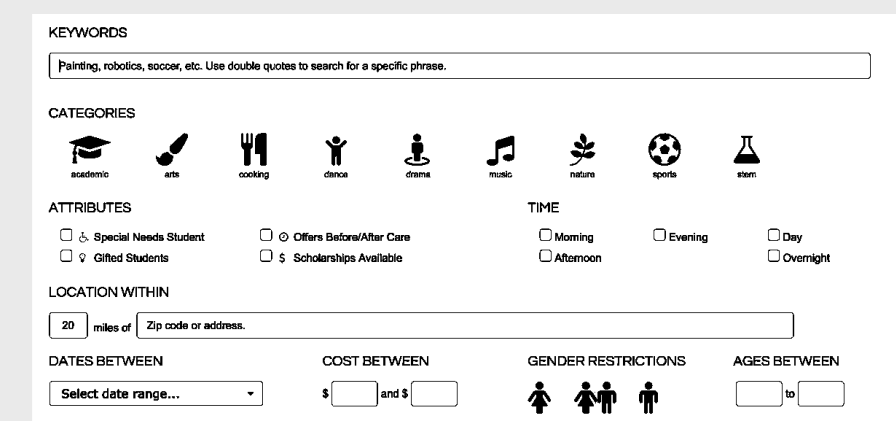 KEYWORDS
Painting, robotics, soccer, etc. Use double quotes to search for a specific phrase.
CATEGORIES
academic arts cooking dance drama music nature sports stem
ATTRIBUTES TIME
Special Needs Student Offers Before/After Care Morning Evening Day
Gifted Students $ Scholarships Available Afternoon Overnight
LOCATION WITHIN
20 miles of Zip code or address.
DATES BETWEEN COST BETWEEN GENDER RESTRICTIONS AGES BETWEEN
Select date range... $ and $ to